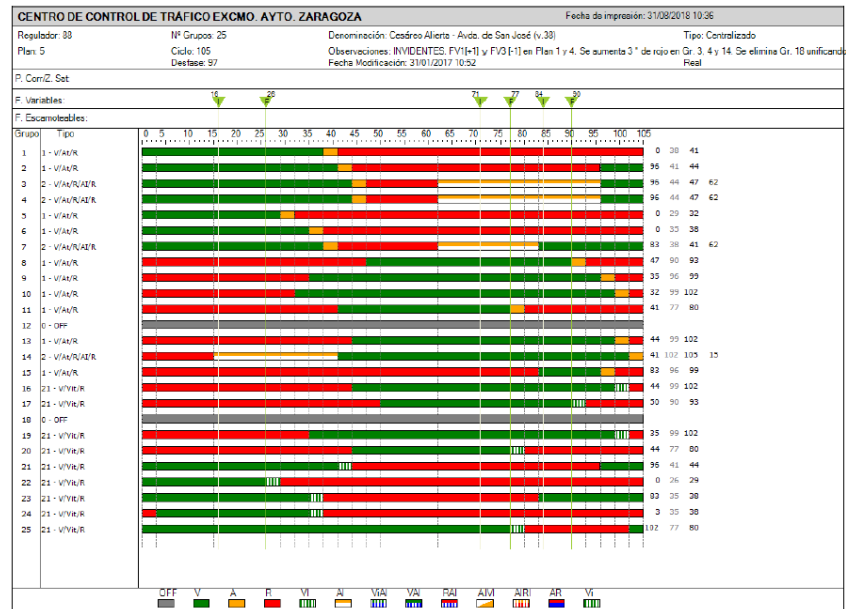 CENTRO DE CONTROL DE TRÁFICO EXCMO. AYTO. ZARAGOZA Fecha de impresión: 31/08/2018 10:36
Regulador: 88 Nº Grupos: 25 Denominación: Cesáreo Alierta - Avda. de San José (v.38) Tipo: Centralizado
Plan: 5 Ciclo: 105 Observaciones: INVIDENTES. FV1[+1] y FV3 [-1] en Plan 1 y 4. Se aumenta 3 " de rojo en Gr. 3, 4 y 14. Se elimina Gr. 18 unificando
Desfase: 97 Fecha Modificación: 31/01/2017 10:52 Real
P. Corr/Z. Sat:
F. Variables: 16 26 71 77 84 90
I F I F I F
F. Escamoteables:
Grupo Tipo 0 5 10 15 20 25 30 35 40 45 50 55 60 65 70 75 80 85 90 95 100 105
1 1 - V/At/R 0 38 41
2 1 - V/At/R 96 41 44
3 2 - V/At/R/AI/R 96 44 47 62
4 2 - V/At/R/AI/R 96 44 47 62
5 1 - V/At/R 0 29 32
6 1 - V/At/R 0 35 38
7 2 - V/At/R/AI/R 83 38 41 62
8 1 - V/At/R 47 90 93
9 1 - V/At/R 35 96 99
10 1 - V/At/R 32 99 102
11 1 - V/At/R 41 77 80
12 0 - OFF
13 1 - V/At/R 44 99 102
14 2 - V/At/R/AI/R 41 102 105 15
15 1 - V/At/R 83 96 99
16 21 - V/Vit/R 44 99 102
17 21 - V/Vit/R 50 90 93
18 0 - OFF
19 21 - V/Vit/R 35 99 102
20 21 - V/Vit/R 44 77 80
21 21 - V/Vit/R 96 41 44
22 21 - V/Vit/R 0 26 29
23 21 - V/Vit/R 83 35 38
24 21 - V/Vit/R 3 35 38
25 21 - V/Vit/R 102 77 80
OFF V A R VI AI ViAI VAI RAI AIVI AIRI AR Vi